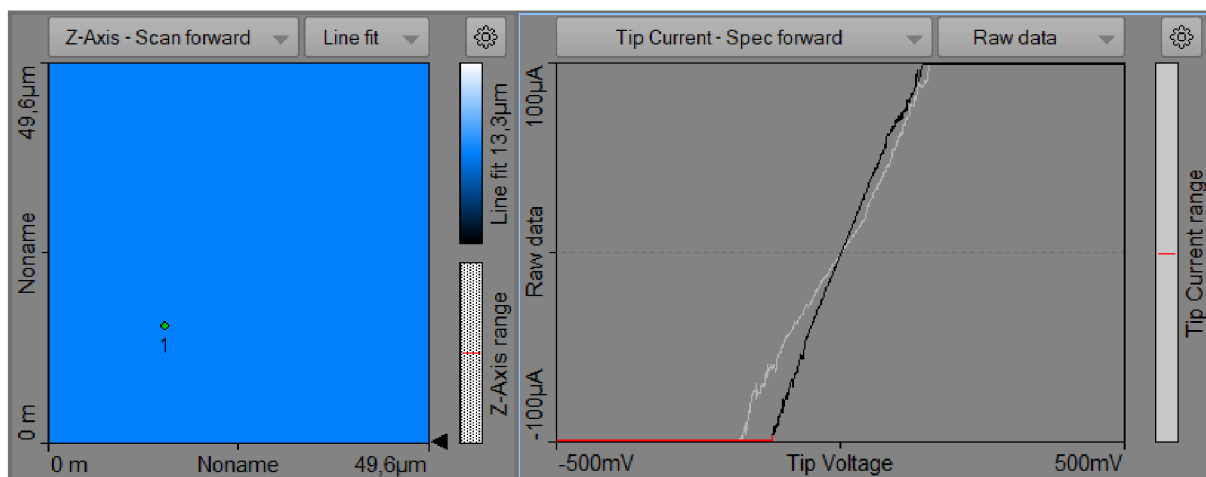 Z-Axis - Scan forward
Line fit
49,6µm
Noname
0 m
1
0 m
Noname
49,6µm
Line fit 13,3µm
Z-Axis range
Tip Current - Spec forward
Raw data
100µA
Raw data
-100µA
-500mV
Tip Voltage
500mV
Tip Current range